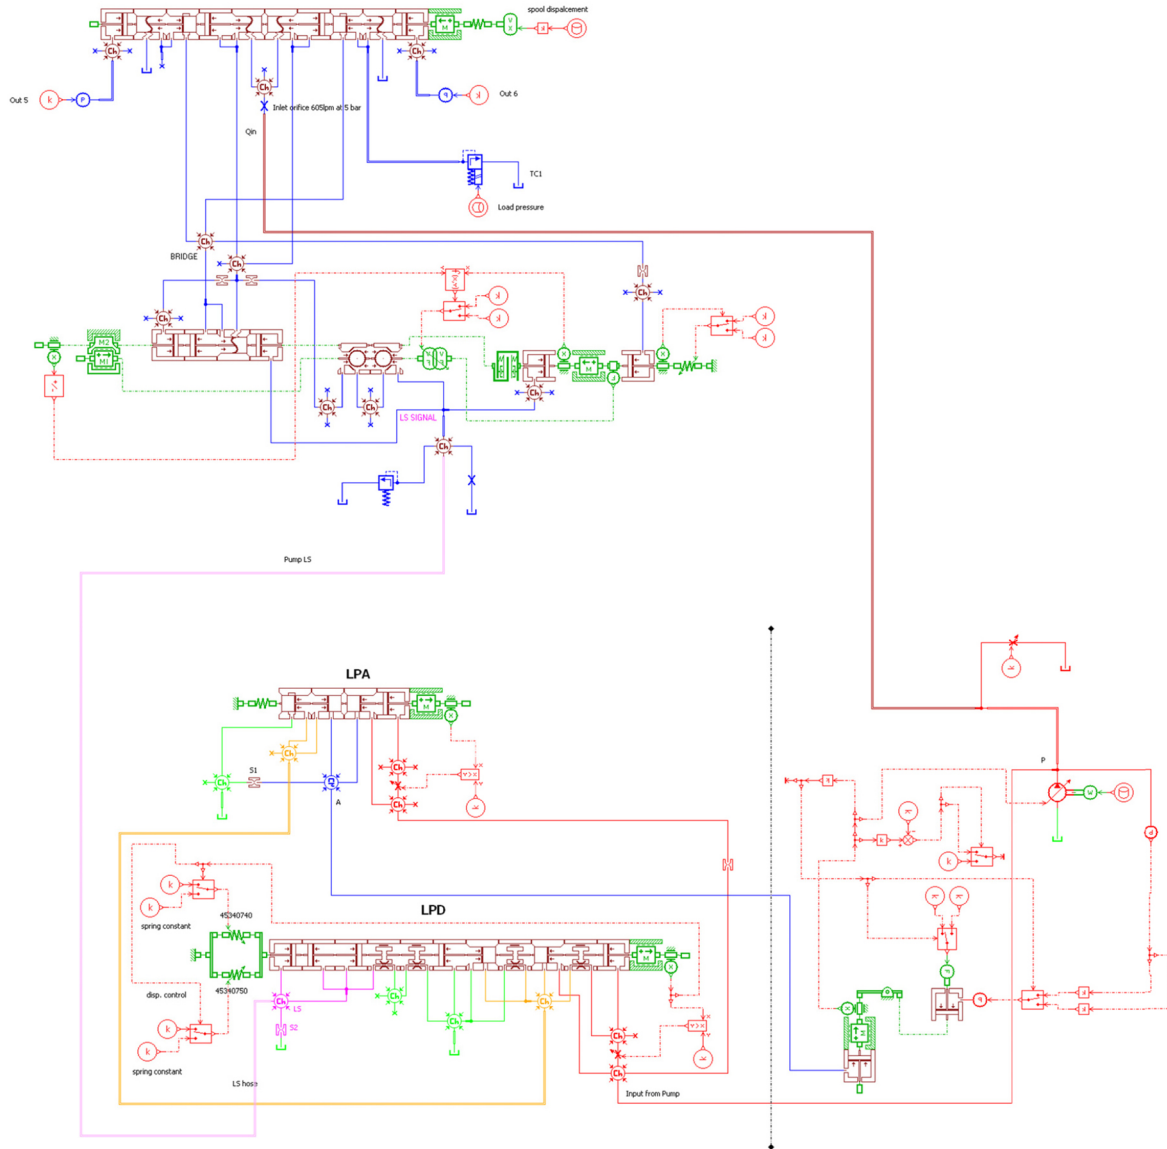 spool dispalcement
Out 5
Out 6
Inlet orifice 605lpm at 5 bar
Qin
TC1
Load pressure
BRIDGE
LS SIGNAL
Pump LS
LPA
P
S1
A
LPD
45340740
spring constant
disp. control
45340750
LS
S2
spring constant
LS hose
Input from Pump